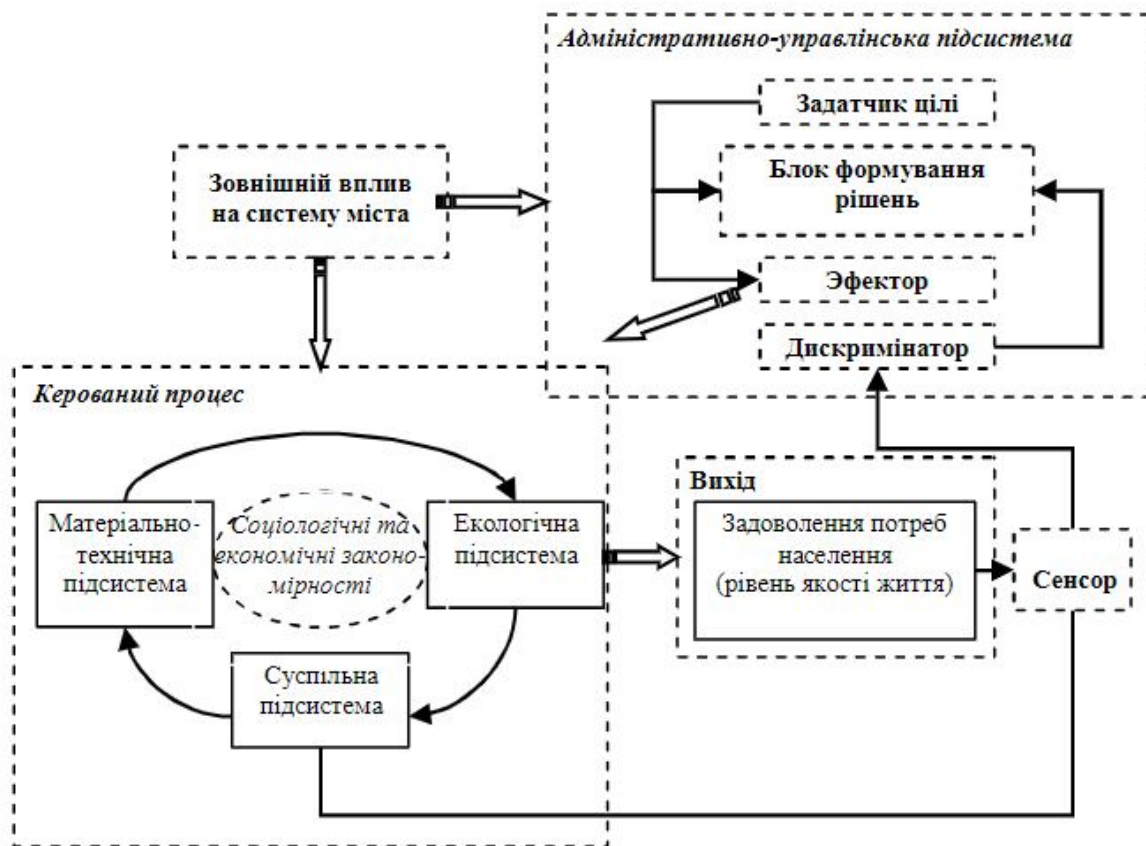 Адміністративно-управлінська підсистема
Задатчик цілі
Блок формування
рішень
Зовнішній вплив
на систему міста
Эфектор
Дискримінатор
Керований процес
Матеріально-
технічна
підсистема
Соціологічні та
економічні законо-
мірності
Екологічна
підсистема
Суспільна
підсистема
Вихід
Задоволення потреб
населення
(рівень якості життя)
Сенсор